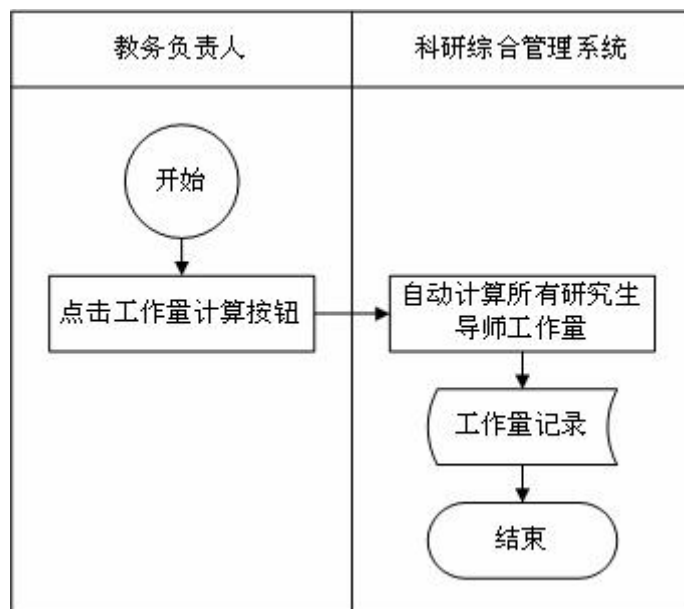 教务负责人
科研综合管理系统
开始
点击工作量计算按钮
自动计算所有研究生
导师工作量
工作量记录
结束